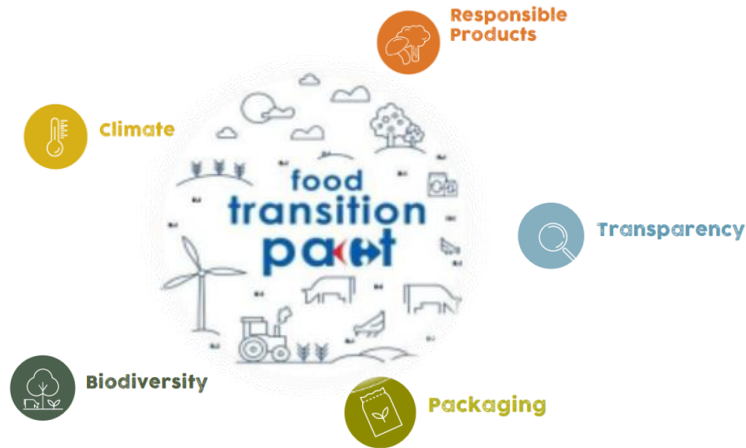 Responsible
Products
Climate
food
transition
pact
Transparency
Biodiversity
Packaging